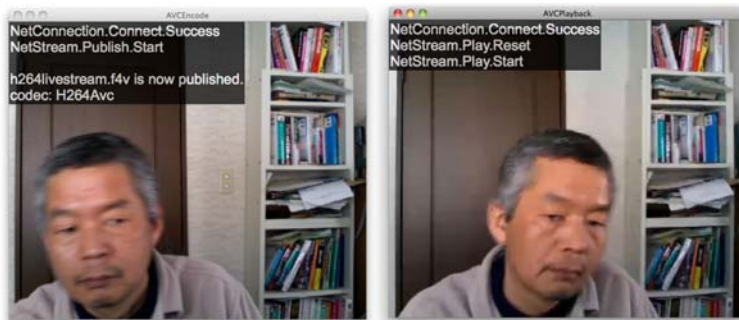 AVCEncode
NetConnection.Connect.Success
NetStream.Publish.Start
h264livestream.f4v is now published.
codec: H264Avc
AVCPlayback
NetConnection.Connect.Success
NetStream.Play.Reset
NetStream.Play.Start